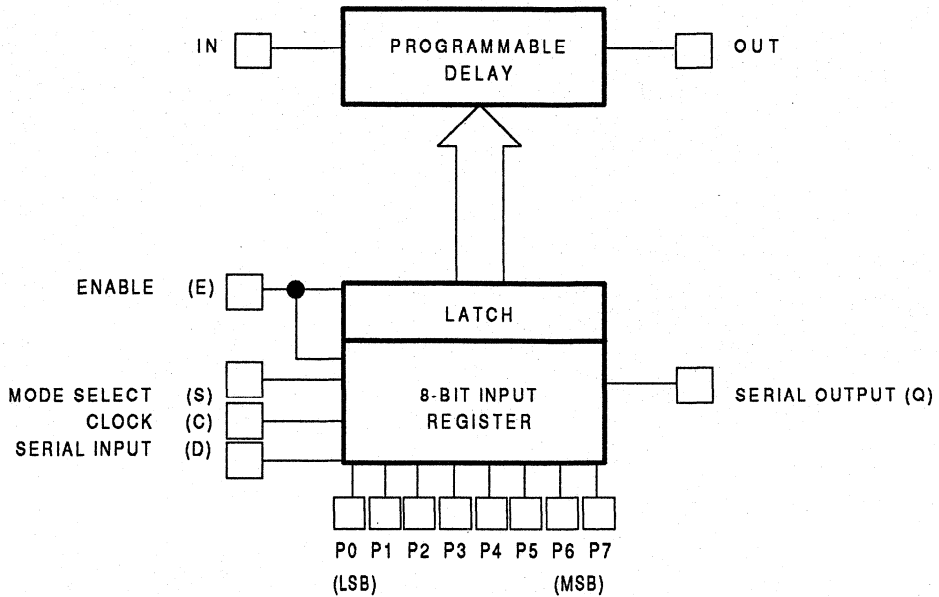 IN
PROGRAMMABLE
DELAY
OUT
ENABLE (E)
LATCH
MODE SELECT (S)
CLOCK (C)
SERIAL INPUT (D)
8-BIT INPUT
REGISTER
SERIAL OUTPUT (Q)
P0 P1 P2 P3 P4 P5 P6 P7
(LSB) (MSB)